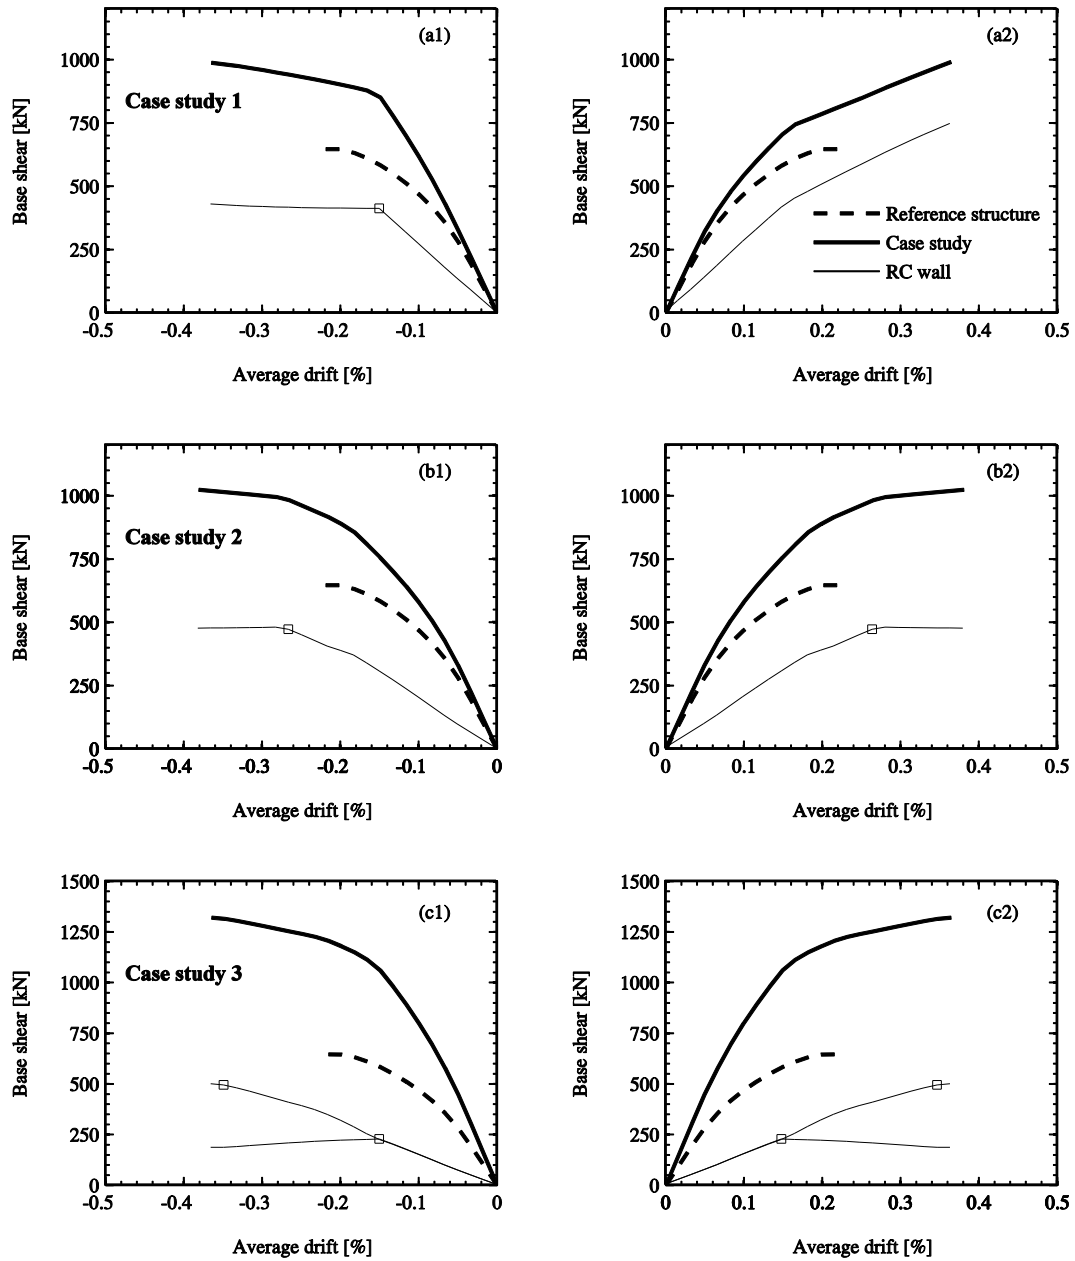 (a1)
1000
750
500
250
0
Base shear [kN]
Case study 1
-0.5 -0.4 -0.3 -0.2 -0.1 0
Average drift [%]
(a2)
1000
750
500
250
0
Base shear [kN]
Reference structure
Case study
RC wall
0 0.1 0.2 0.3 0.4 0.5
Average drift [%]
(b1)
1000
750
500
250
0
Base shear [kN]
Case study 2
-0.5 -0.4 -0.3 -0.2 -0.1 0
Average drift [%]
(b2)
1000
750
500
250
0
Base shear [kN]
0 0.1 0.2 0.3 0.4 0.5
Average drift [%]
(c1)
1500
1250
1000
750
500
250
0
Base shear [kN]
Case study 3
-0.5 -0.4 -0.3 -0.2 -0.1 0
Average drift [%]
(c2)
1500
1250
1000
750
500
250
0
Base shear [kN]
0 0.1 0.2 0.3 0.4 0.5
Average drift [%]